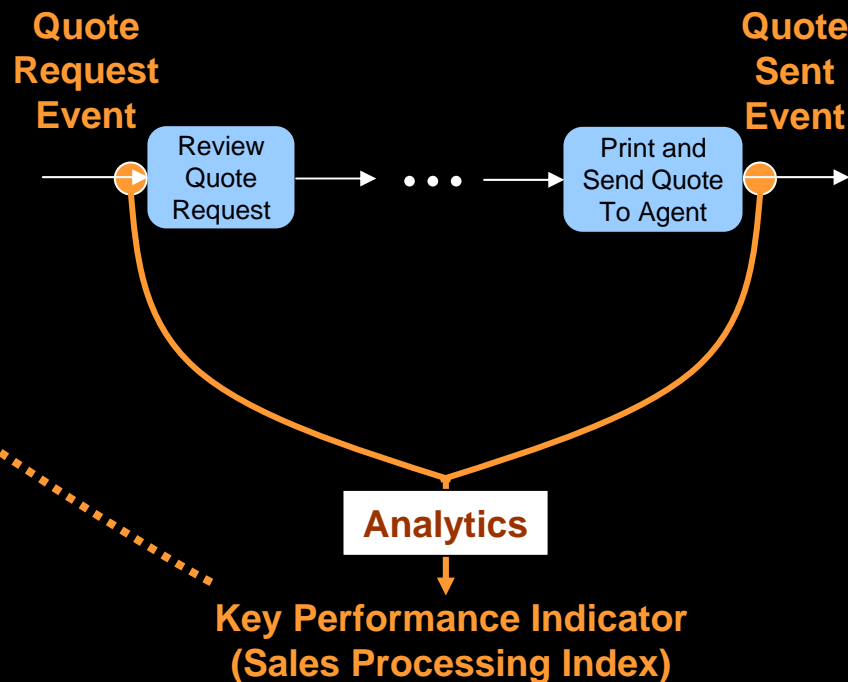 Quote
Request
Event
Quote
Sent
Event
Review
Quote
Request
...
Print and
Send Quote
To Agent
Analytics
Key Performance Indicator
(Sales Processing Index)